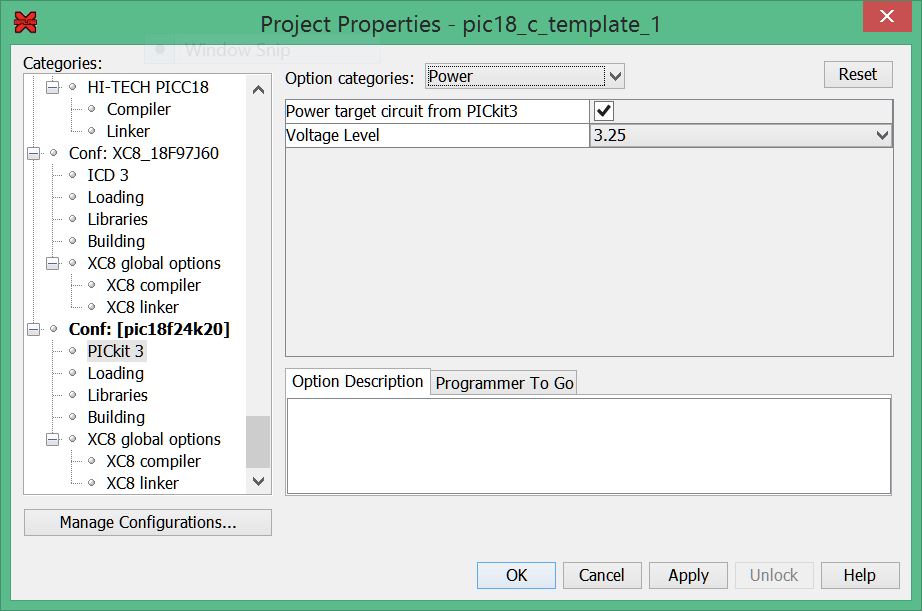 Project Properties - pic18_c_template_1
Window Snip
Categories:
HI-TECH PICC18
Compiler
Linker
Conf: XC8_18F97J60
ICD 3
Loading
Libraries
Building
XC8 global options
XC8 compiler
XC8 linker
Conf: [pic18f24k20]
PICkit 3
Loading
Libraries
Building
XC8 global options
XC8 compiler
XC8 linker
Manage Configurations...
Option categories: Power Reset
Power target circuit from PICkit3
Voltage Level 3.25
Option Description Programmer To Go
OK Cancel Apply Unlock Help